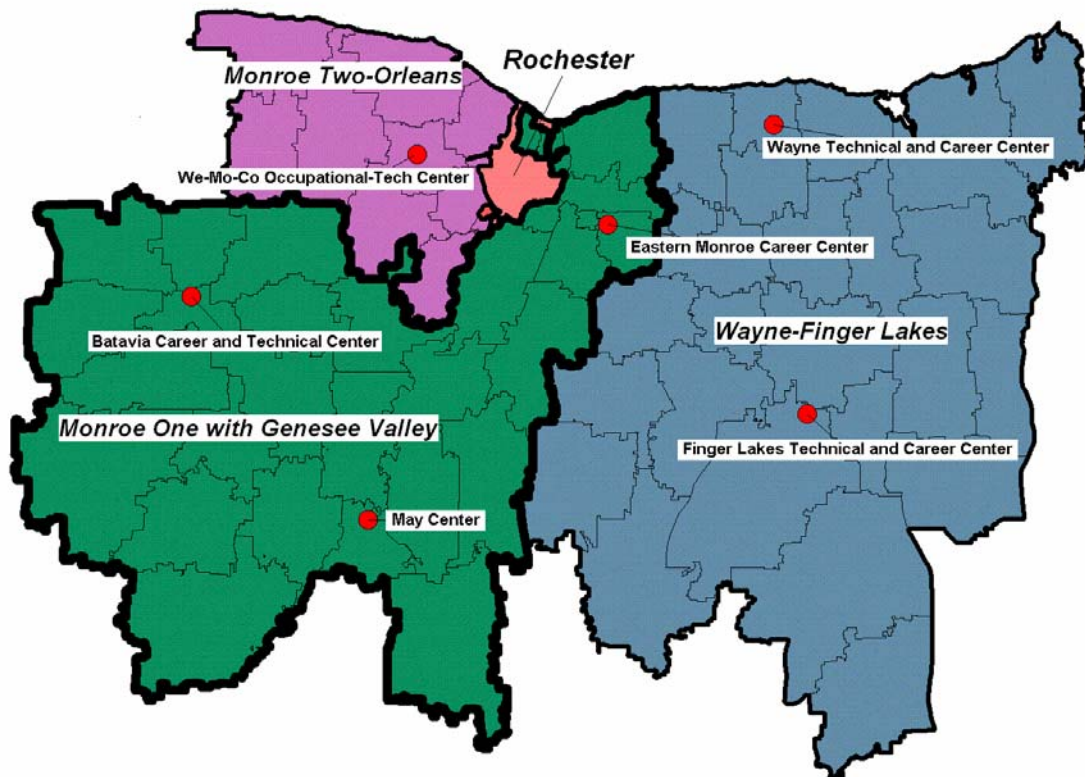 Rochester
Monroe Two-Orleans
Wayne Technical and Career Center
We-Mo-Co Occupational-Tech Center
Eastern Monroe Career Center
Batavia Career and Technical Center
Wayne-Finger Lakes
Monroe One with Genesee Valley
Finger Lakes Technical and Career Center
May Center